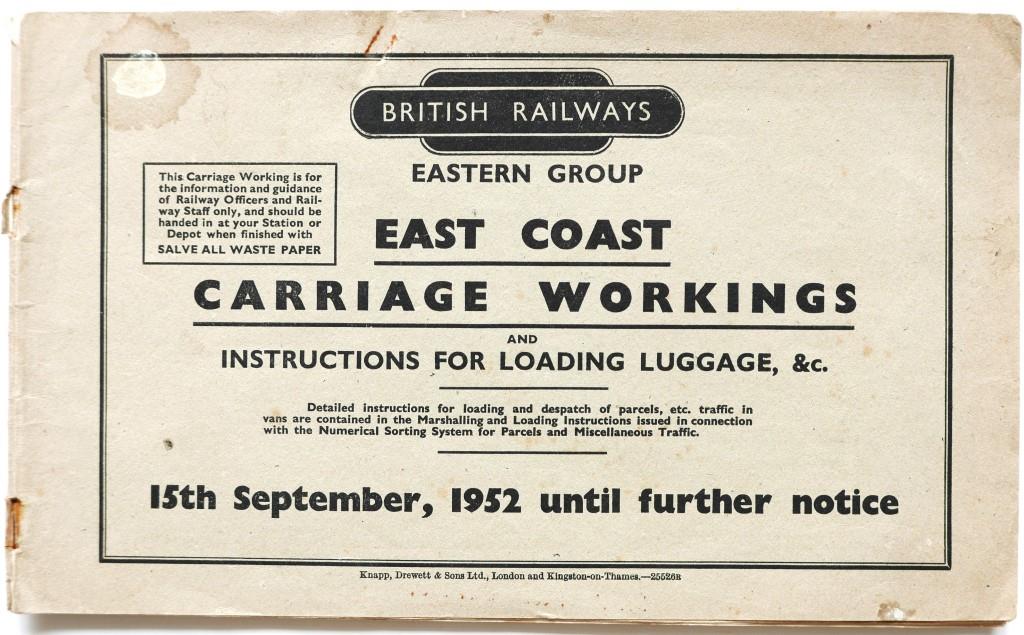 BRITISH RAILWAYS
EASTERN GROUP
This Carriage Working is for
the information and guidance
of Railway Officers and Rail-
way Staff only, and should be
handed in at your Station or
Depot when finished with
SALVE ALL WASTE PAPER
EAST COAST
CARRIAGE WORKINGS
AND
INSTRUCTIONS FOR LOADING LUGGAGE, &c.
Detailed instructions for loading and despatch of parcels, etc. traffic in
vans are contained in the Marshalling and Loading Instructions issued in connection
with the Numerical Sorting System for Parcels and Miscellaneous Traffic.
15th September, 1952 until further notice
Knapp, Drewett & Sons Ltd., London and Kingston-on-Thames.—25526R